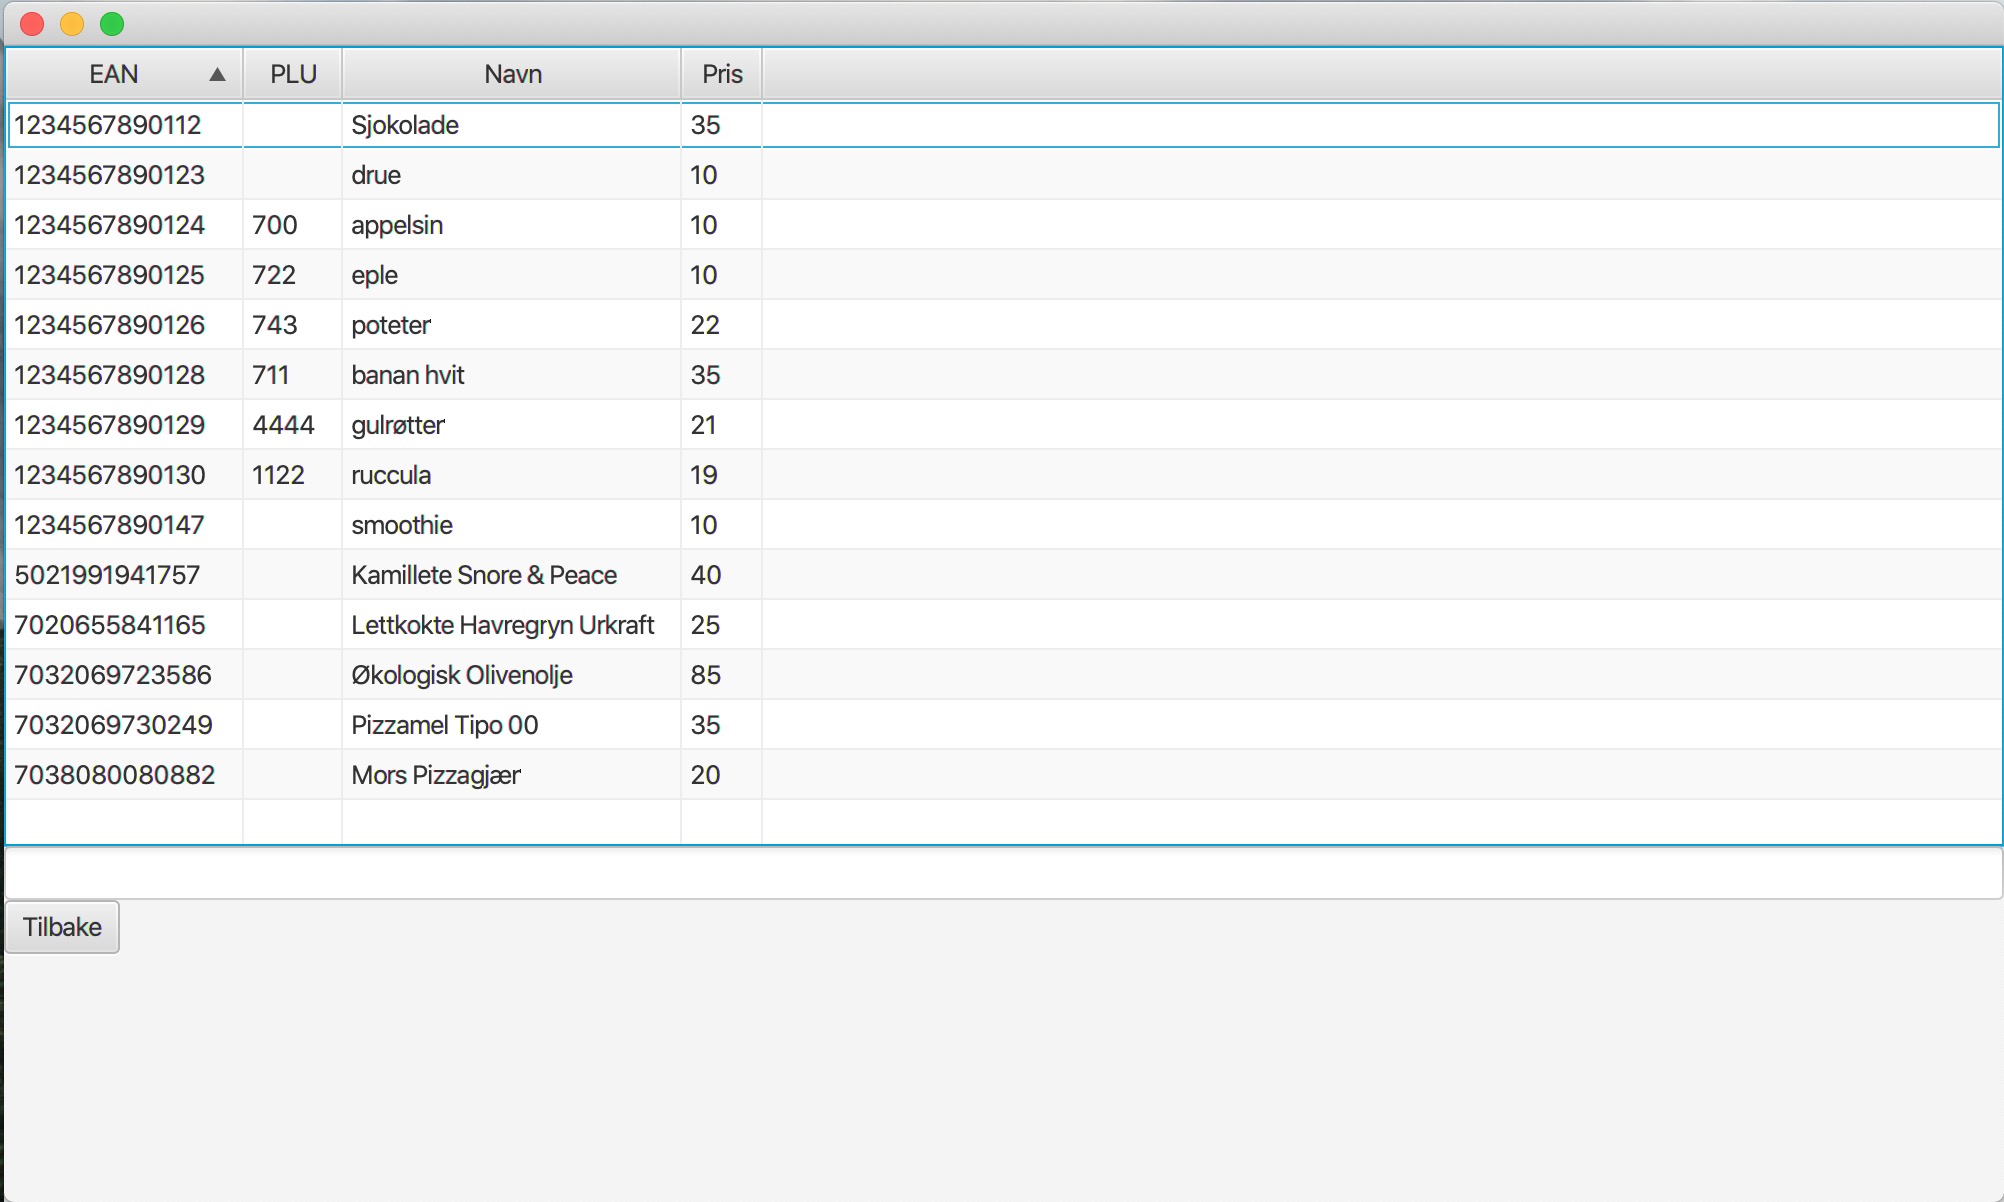 EAN ▲ PLU Navn Pris
1234567890112 Sjokolade 35
1234567890123 drue 10
1234567890124 700 appelsin 10
1234567890125 722 eple 10
1234567890126 743 poteter 22
1234567890128 711 banan hvit 35
1234567890129 4444 gulrøtter 21
1234567890130 1122 ruccula 19
1234567890147 smoothie 10
5021991941757 Kamillete Snore & Peace 40
7020655841165 Lettkokte Havregryn Urkraft 25
7032069723586 Økologisk Olivenolje 85
7032069730249 Pizzamel Tipo 00 35
7038080080882 Mors Pizzagjær 20
Tilbake